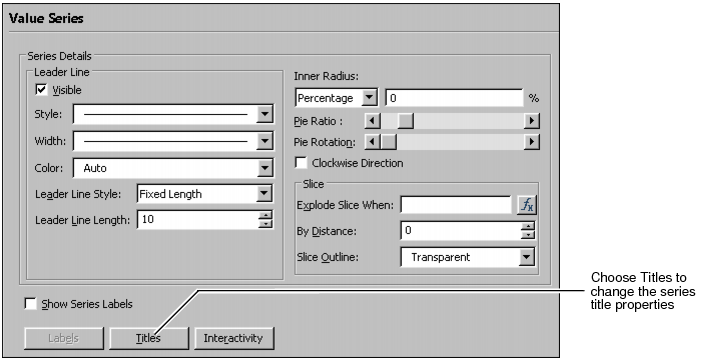 Value Series
Series Details
Leader Line
Visible
Style:
Width:
Color: Auto
Leader Line Style: Fixed Length
Leader Line Length: 10
Inner Radius:
Percentage 0 %
Pie Ratio :
Pie Rotation:
Clockwise Direction
Slice
Explode Slice When: fx
By Distance: 0
Slice Outline: Transparent
Show Series Labels
Labels Titles Interactivity
Choose Titles to
change the series
title properties